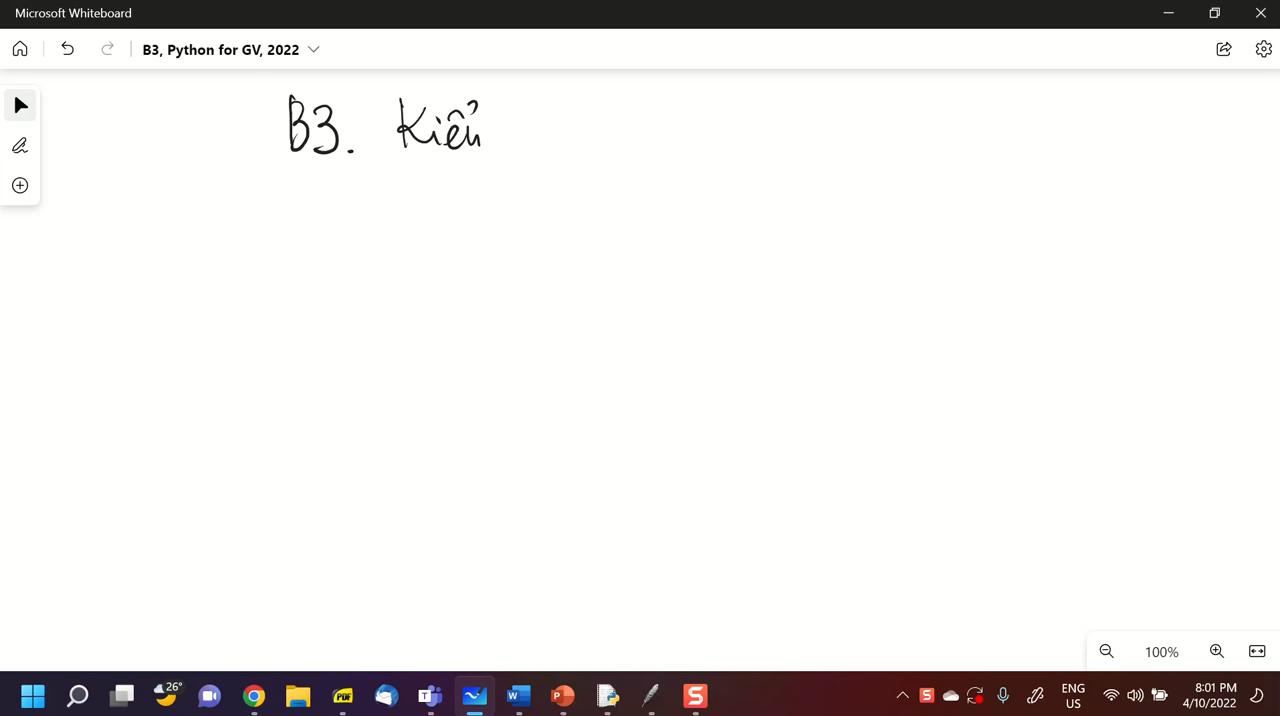 Microsoft Whiteboard
B3, Python for GV, 2022
B3. Kiểu
100%
26°
PDF
ENG
US
8:01 PM
4/10/2022